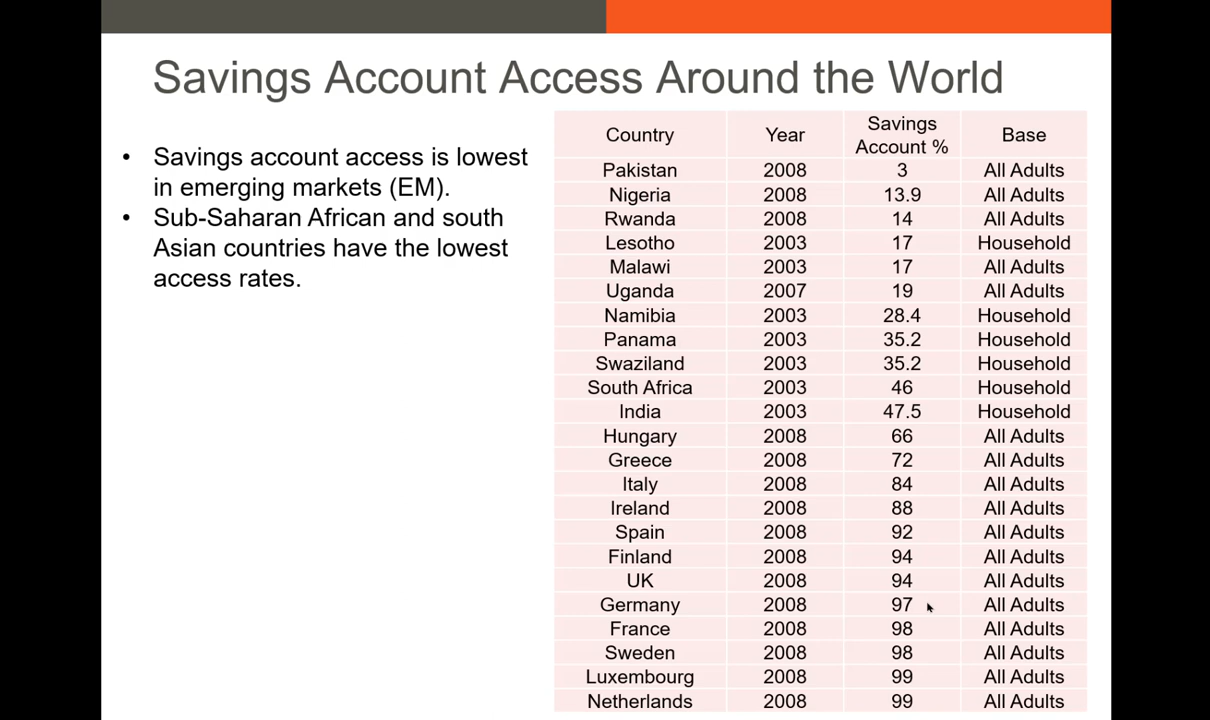 Savings Account Access Around the World
• Savings account access is lowest
in emerging markets (EM).
• Sub-Saharan African and south
Asian countries have the lowest
access rates.
Country Year Savings Account % Base
Pakistan 2008 3 All Adults
Nigeria 2008 13.9 All Adults
Rwanda 2008 14 All Adults
Lesotho 2003 17 Household
Malawi 2003 17 All Adults
Uganda 2007 19 All Adults
Namibia 2003 28.4 Household
Panama 2003 35.2 Household
Swaziland 2003 35.2 Household
South Africa 2003 46 Household
India 2003 47.5 Household
Hungary 2008 66 All Adults
Greece 2008 72 All Adults
Italy 2008 84 All Adults
Ireland 2008 88 All Adults
Spain 2008 92 All Adults
Finland 2008 94 All Adults
UK 2008 94 All Adults
Germany 2008 97 All Adults
France 2008 98 All Adults
Sweden 2008 98 All Adults
Luxembourg 2008 99 All Adults
Netherlands 2008 99 All Adults